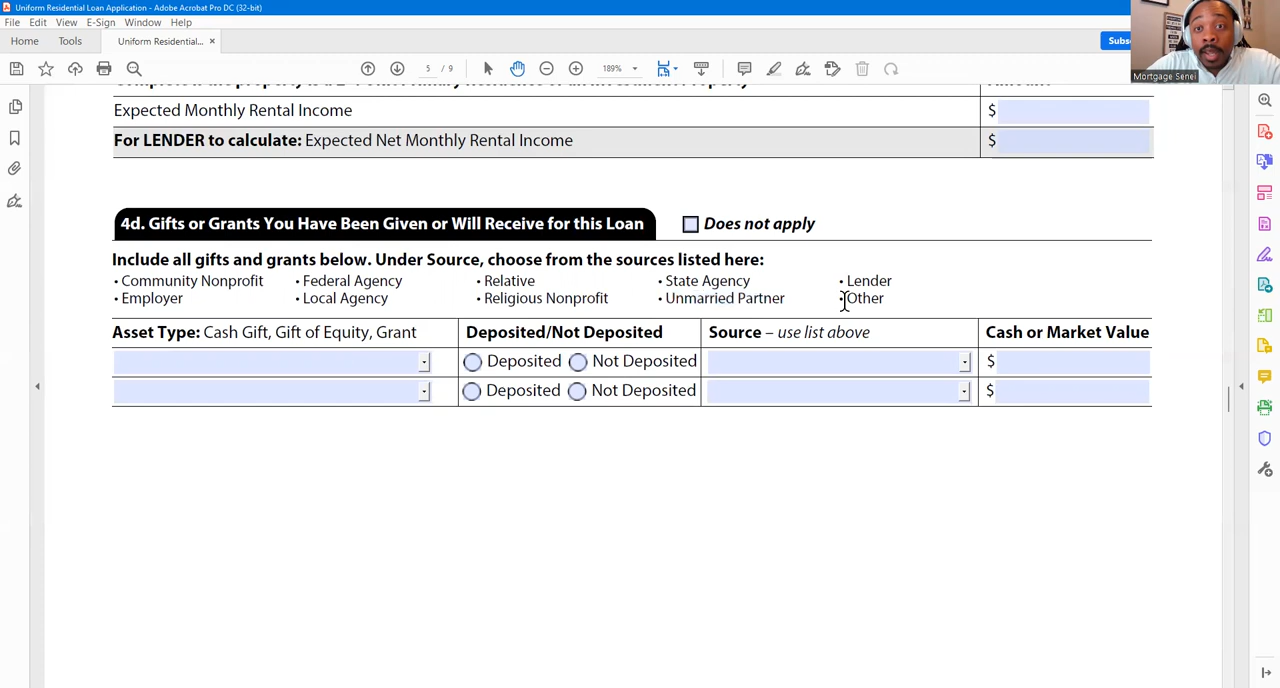 Uniform Residential Loan Application - Adobe Acrobat Pro DC (32-bit)
File Edit View E-Sign Window Help
Home Tools Uniform Residential... × Subs
5 / 9 189%
Mortgage Sensei
Expected Monthly Rental Income $
For LENDER to calculate: Expected Net Monthly Rental Income $
4d. Gifts or Grants You Have Been Given or Will Receive for this Loan Does not apply
Include all gifts and grants below. Under Source, choose from the sources listed here:
• Community Nonprofit • Federal Agency • Relative • State Agency • Lender
• Employer • Local Agency • Religious Nonprofit • Unmarried Partner • Other
Asset Type: Cash Gift, Gift of Equity, Grant Deposited/Not Deposited Source – use list above Cash or Market Value
Deposited Not Deposited $
Deposited Not Deposited $